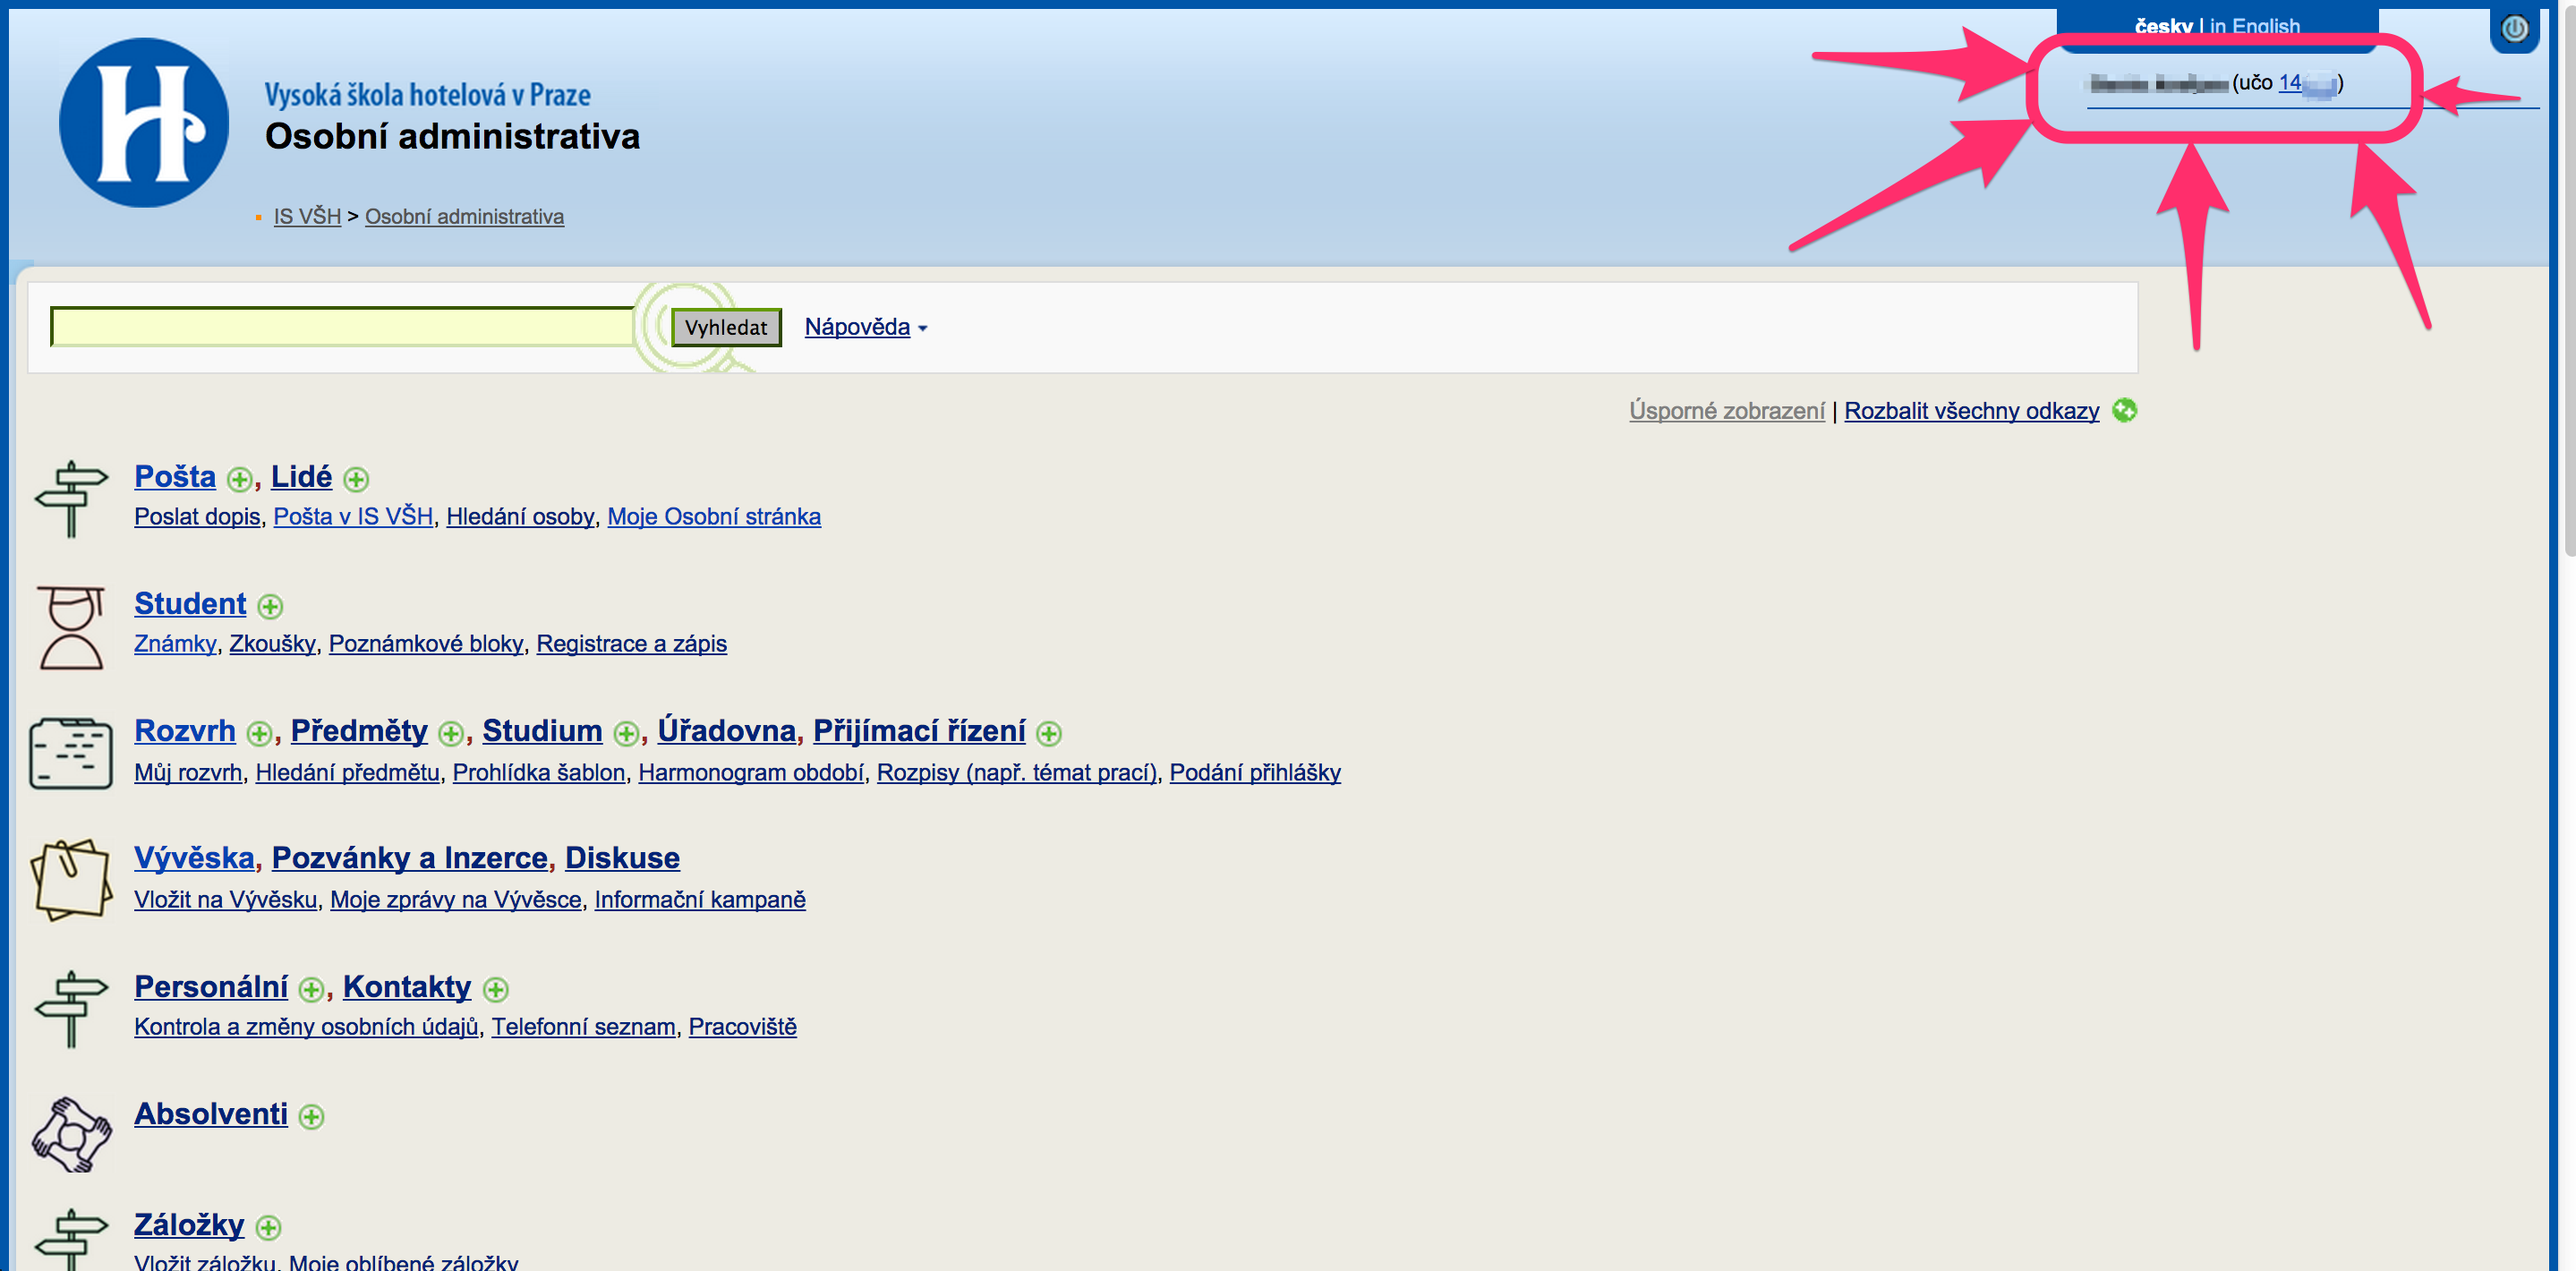 česky | in English
(učo 14 )
Vysoká škola hotelová v Praze
Osobní administrativa
IS VŠH > Osobní administrativa
Vyhledat Nápověda
Úsporné zobrazení | Rozbalit všechny odkazy
Pošta, Lidé
Poslat dopis, Pošta v IS VŠH, Hledání osoby, Moje Osobní stránka
Student
Známky, Zkoušky, Poznámkové bloky, Registrace a zápis
Rozvrh, Předměty, Studium, Úřadovna, Přijímací řízení
Můj rozvrh, Hledání předmětu, Prohlídka šablon, Harmonogram období, Rozpisy (např. témat prací), Podání přihlášky
Vývěska, Pozvánky a Inzerce, Diskuse
Vložit na Vývěsku, Moje zprávy na Vývěsce, Informační kampaně
Personální, Kontakty
Kontrola a změny osobních údajů, Telefonní seznam, Pracoviště
Absolventi
Záložky
Vložit záložku, Moje oblíbené záložky